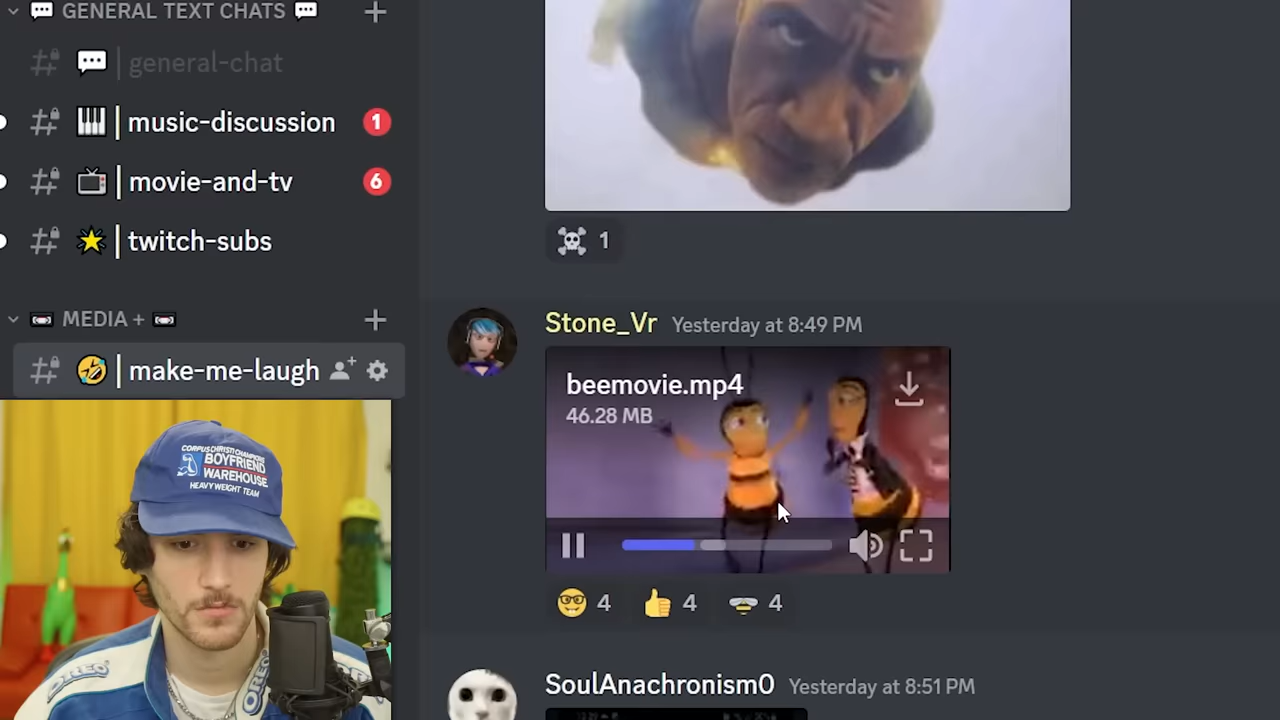 GENERAL TEXT CHATS
general-chat
music-discussion 1
movie-and-tv 6
twitch-subs
MEDIA +
make-me-laugh
1
Stone_Vr Yesterday at 8:49 PM
beemovie.mp4
46.28 MB
4 4 4
SoulAnachronism0 Yesterday at 8:51 PM
CORPUS CHRISTI CHAMPIONS
BOYFRIEND
WAREHOUSE
HEAVY WEIGHT TEAM
OREO
OREO